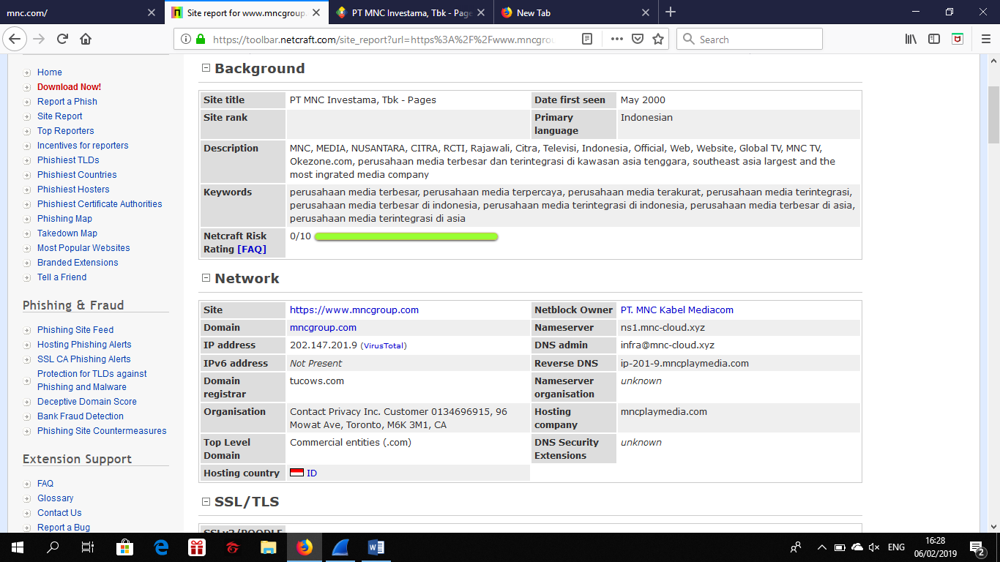 mnc.com/
Site report for www.mncgroup.
PT MNC Investama, Tbk - Page
New Tab
https://toolbar.netcraft.com/site_report?url=https%3A%2F%2Fwww.mncgro
Search
Home
Download Now!
Report a Phish
Site Report
Top Reporters
Incentives for reporters
Phishiest TLDs
Phishiest Countries
Phishiest Hosters
Phishiest Certificate Authorities
Phishing Map
Takedown Map
Most Popular Websites
Branded Extensions
Tell a Friend
Phishing & Fraud
Phishing Site Feed
Hosting Phishing Alerts
SSL CA Phishing Alerts
Protection for TLDs against
Phishing and Malware
Deceptive Domain Score
Bank Fraud Detection
Phishing Site Countermeasures
Extension Support
FAQ
Glossary
Contact Us
Report a Bug
Background
Site title PT MNC Investama, Tbk - Pages Date first seen May 2000
Site rank Primary language Indonesian
Description MNC, MEDIA, NUSANTARA, CITRA, RCTI, Rajawali, Citra, Televisi, Indonesia, Official, Web, Website, Global TV, MNC TV,
Okezone.com, perusahaan media terbesar dan terintegrasi di kawasan asia tenggara, southeast asia largest and the
most ingrated media company
Keywords perusahaan media terbesar, perusahaan media terpercaya, perusahaan media terakurat, perusahaan media terintegrasi,
perusahaan media terbesar di indonesia, perusahaan media terintegrasi di indonesia, perusahaan media terbesar di asia,
perusahaan media terintegrasi di asia
Netcraft Risk
Rating [FAQ] 0/10
Network
Site https://www.mncgroup.com Netblock Owner PT. MNC Kabel Mediacom
Domain mncgroup.com Nameserver ns1.mnc-cloud.xyz
IP address 202.147.201.9 (VirusTotal) DNS admin infra@mnc-cloud.xyz
IPv6 address Not Present Reverse DNS ip-201-9.mncplaymedia.com
Domain registrar tucows.com Nameserver organisation unknown
Organisation Contact Privacy Inc. Customer 0134696915, 96
Mowat Ave, Toronto, M6K 3M1, CA
Hosting company mncplaymedia.com
Top Level Domain Commercial entities (.com) DNS Security Extensions unknown
Hosting country ID
SSL/TLS
SSLv3/POODLE
ENG
16:28
06/02/2019
2